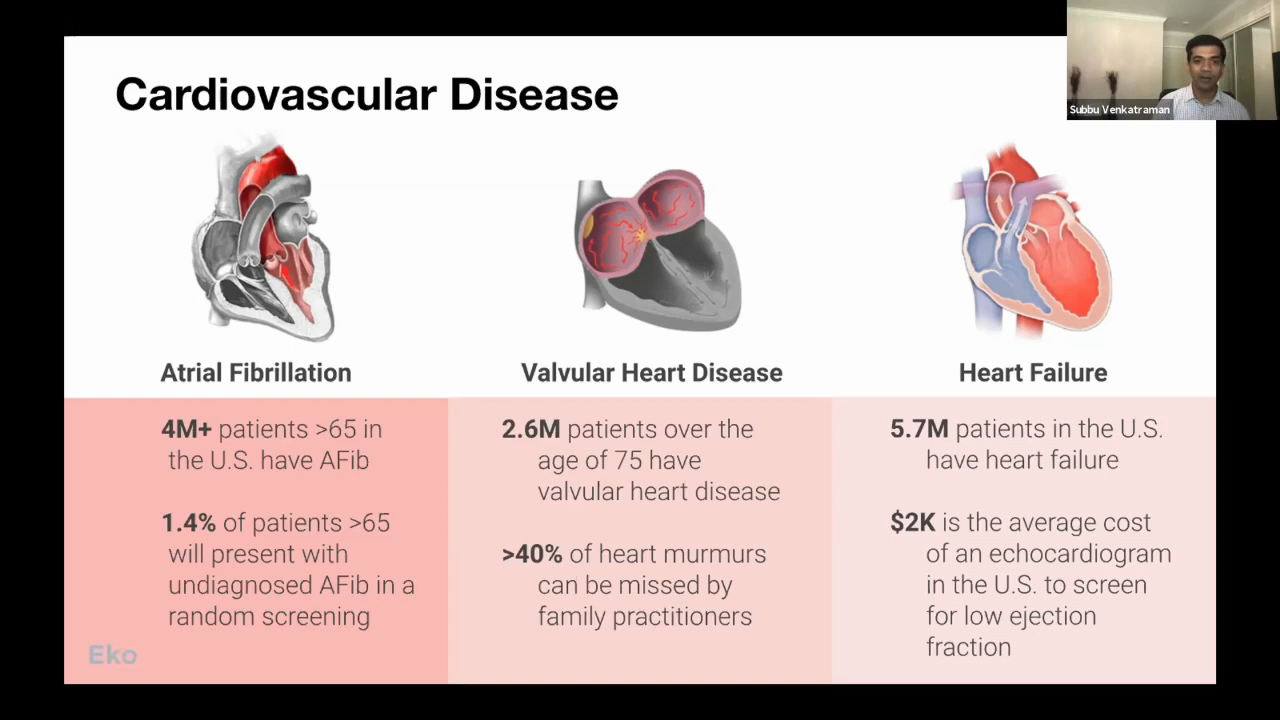 Cardiovascular Disease
Subbu Venkatraman
Atrial Fibrillation
4M+ patients >65 in
the U.S. have AFib
1.4% of patients >65
will present with
undiagnosed AFib in a
random screening
Valvular Heart Disease
2.6M patients over the
age of 75 have
valvular heart disease
>40% of heart murmurs
can be missed by
family practitioners
Heart Failure
5.7M patients in the U.S.
have heart failure
$2K is the average cost
of an echocardiogram
in the U.S. to screen
for low ejection
fraction
Eko